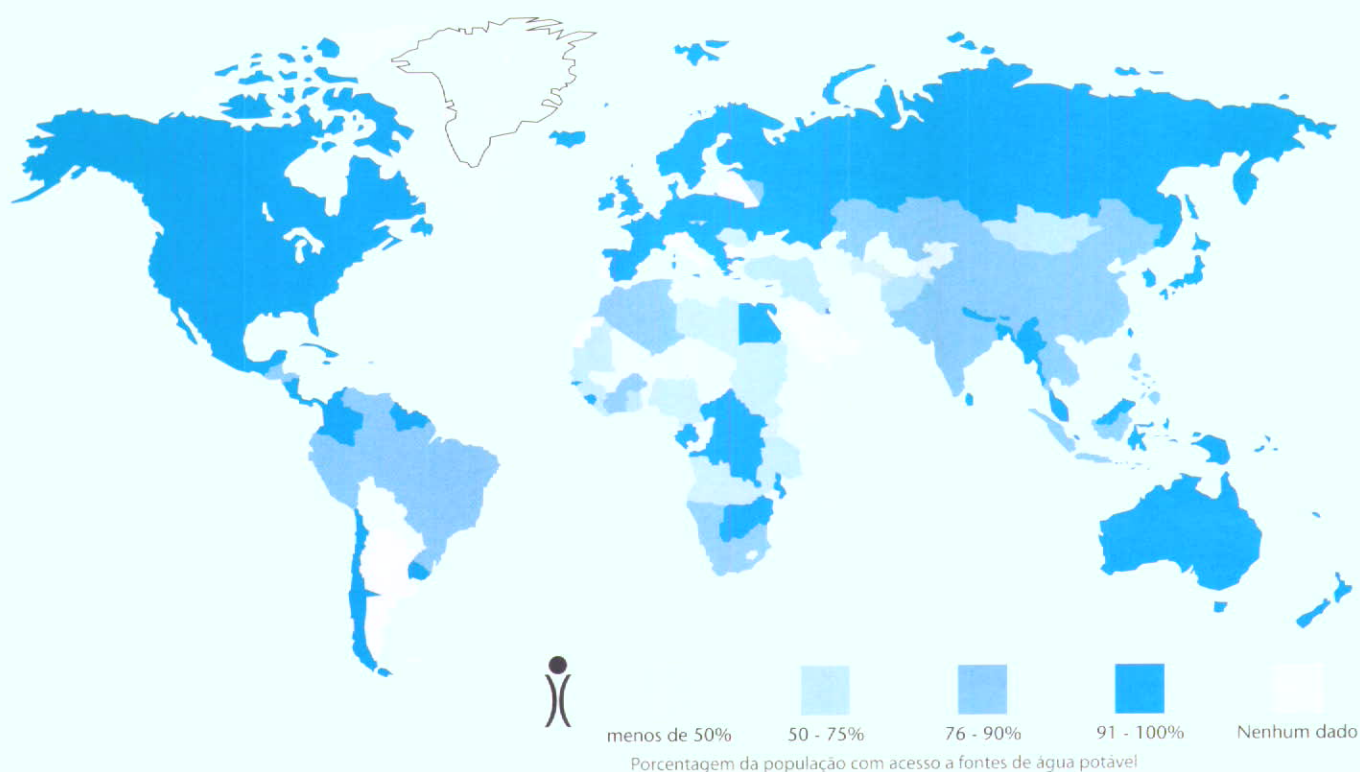 menos de 50%
50 - 75%
76 - 90%
91 - 100%
Nenhum dado
Porcentagem da população com acesso a fontes de água potável